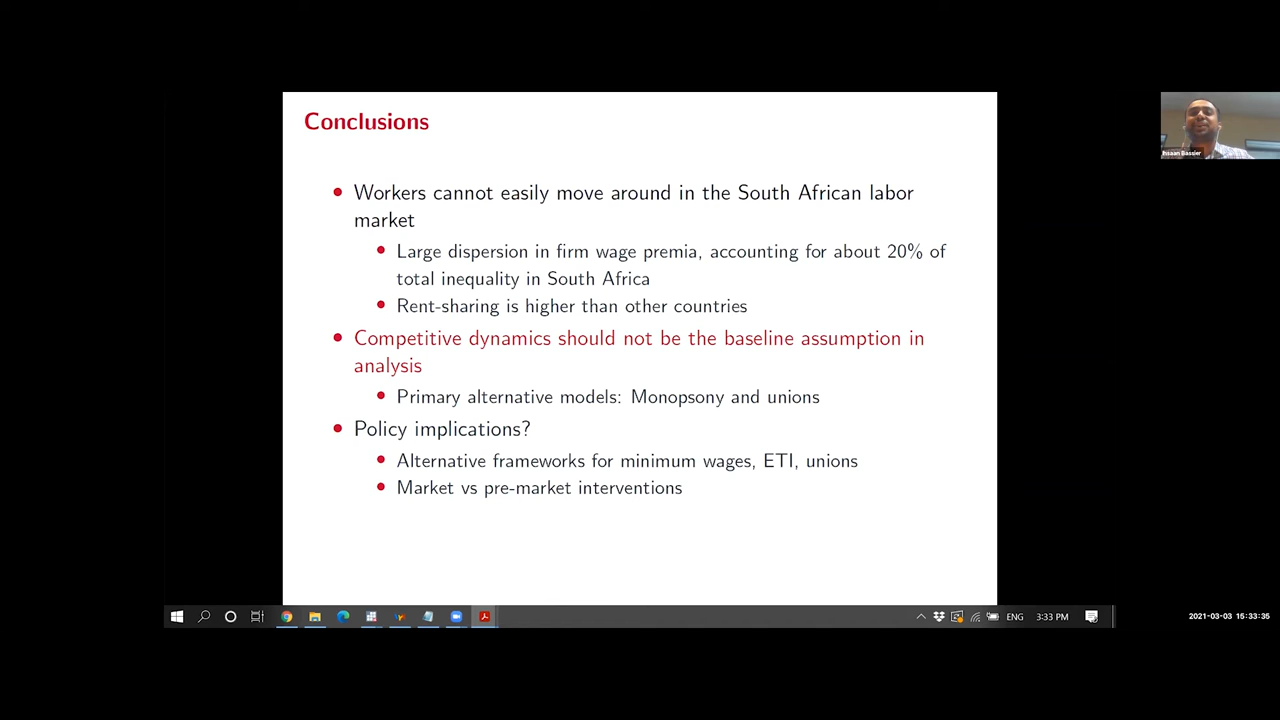 Conclusions
Workers cannot easily move around in the South African labor
market
Large dispersion in firm wage premia, accounting for about 20% of
total inequality in South Africa
Rent-sharing is higher than other countries
Competitive dynamics should not be the baseline assumption in
analysis
Primary alternative models: Monopsony and unions
Policy implications?
Alternative frameworks for minimum wages, ETI, unions
Market vs pre-market interventions
Ihsaan Bassier
ENG
3:33 PM
2021-03-03 15:33:35